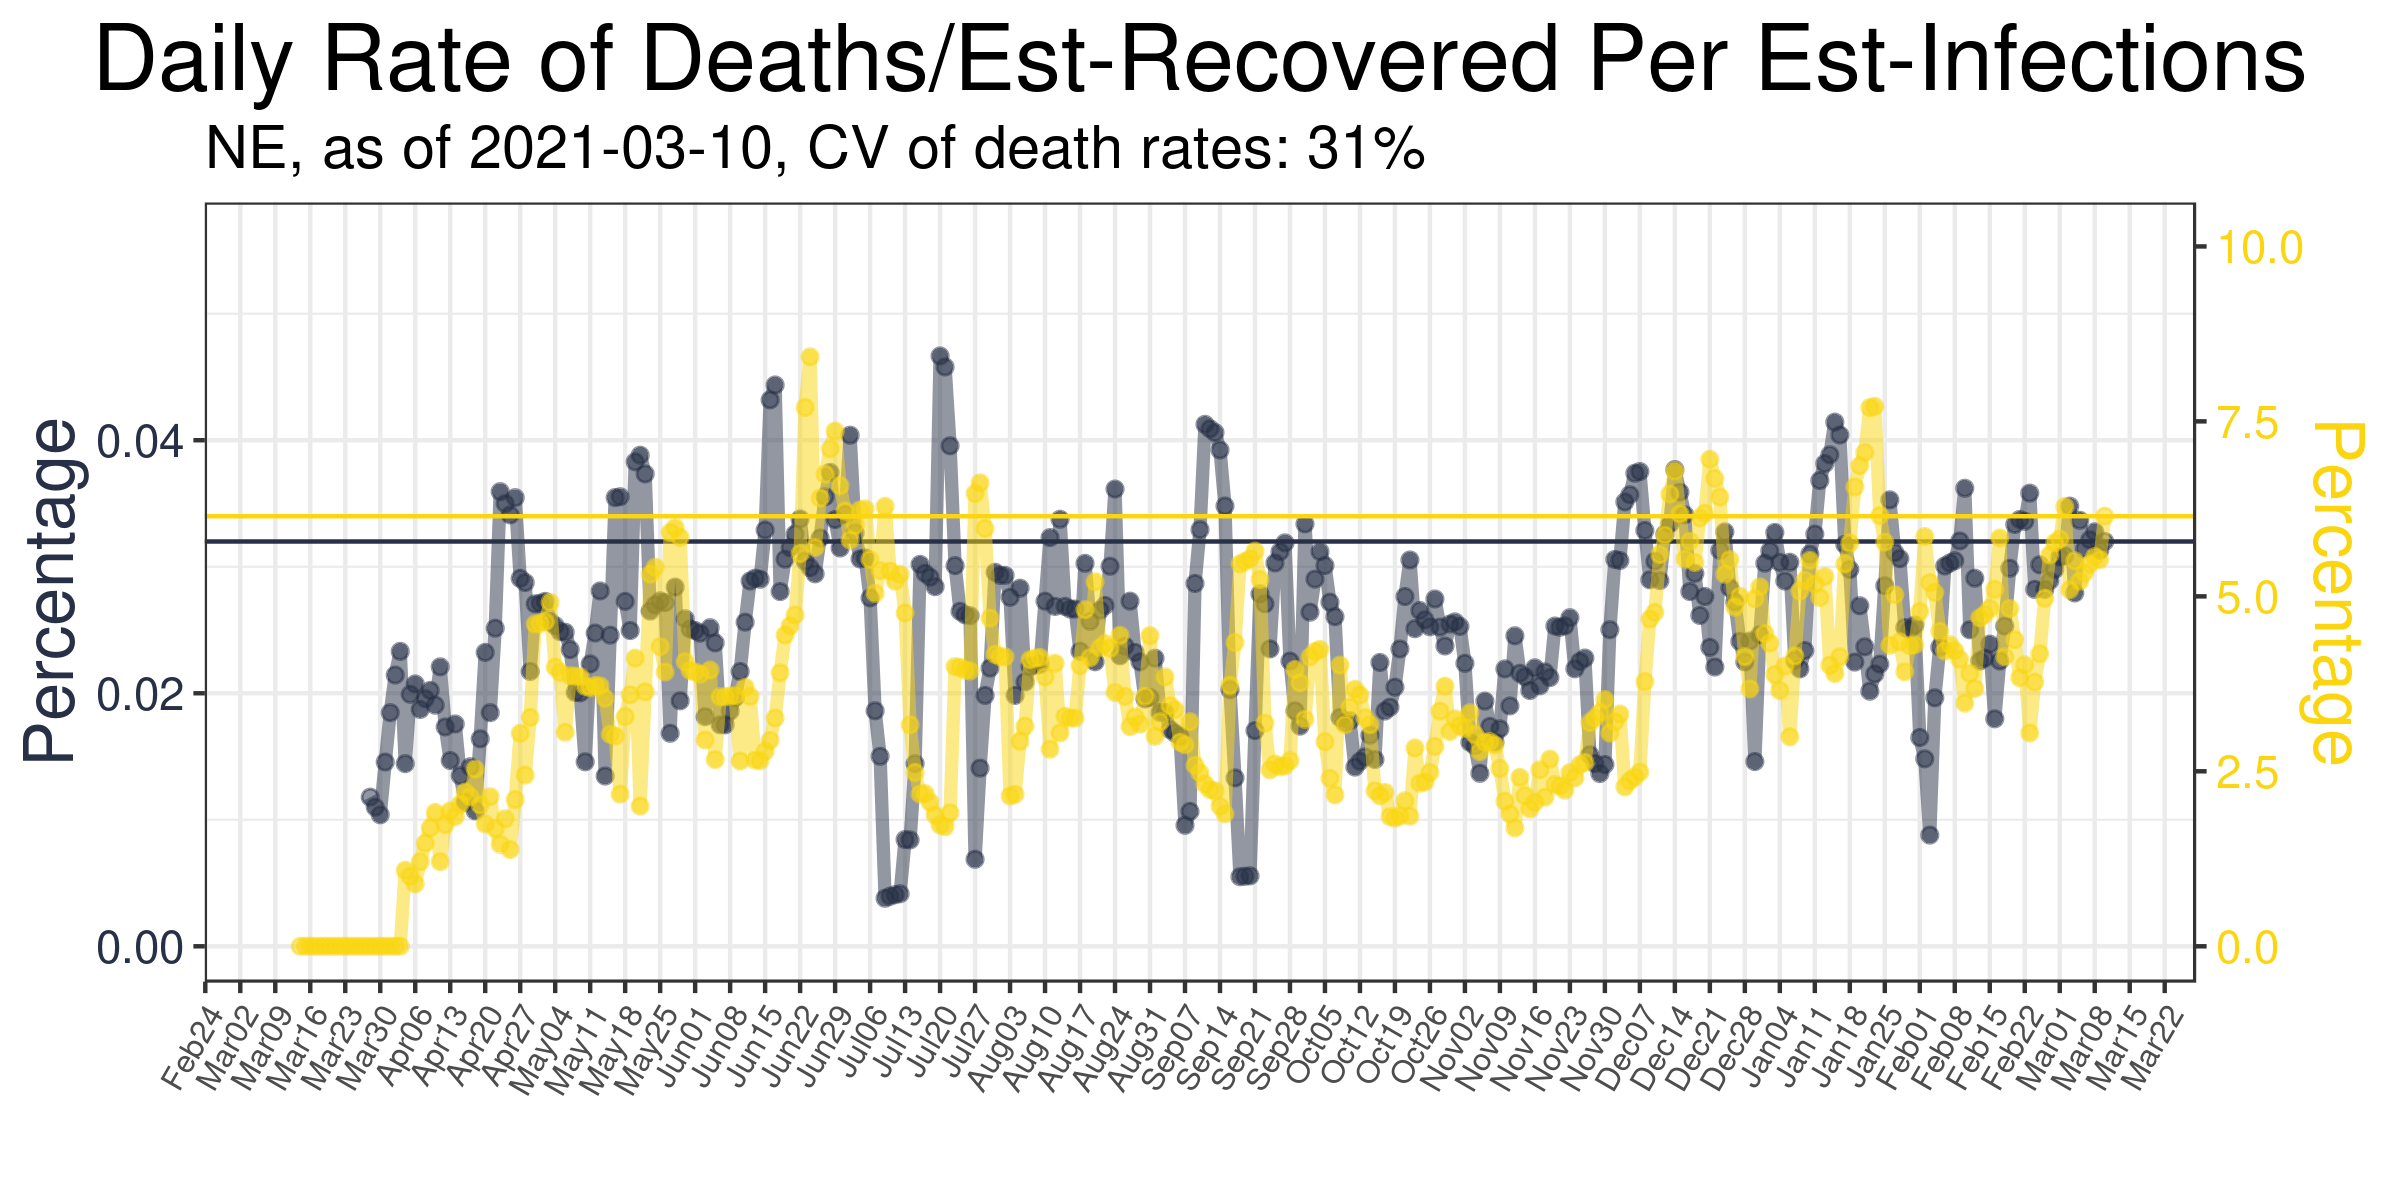 Daily Rate of Deaths/Est-Recovered Per Est-Infections
NE, as of 2021-03-10, CV of death rates: 31%
Percentage
0.04
0.02
0.00
10.0
7.5
5.0
2.5
0.0
Percentage
Feb24
Mar02
Mar09
Mar16
Mar23
Mar30
Apr06
Apr13
Apr20
Apr27
May04
May11
May18
May25
Jun01
Jun08
Jun15
Jun22
Jun29
Jul06
Jul13
Jul20
Jul27
Aug03
Aug10
Aug17
Aug24
Aug31
Sep07
Sep14
Sep21
Sep28
Oct05
Oct12
Oct19
Oct26
Nov02
Nov09
Nov16
Nov23
Nov30
Dec07
Dec14
Dec21
Dec28
Jan04
Jan11
Jan18
Jan25
Feb01
Feb08
Feb15
Feb22
Mar01
Mar08
Mar15
Mar22